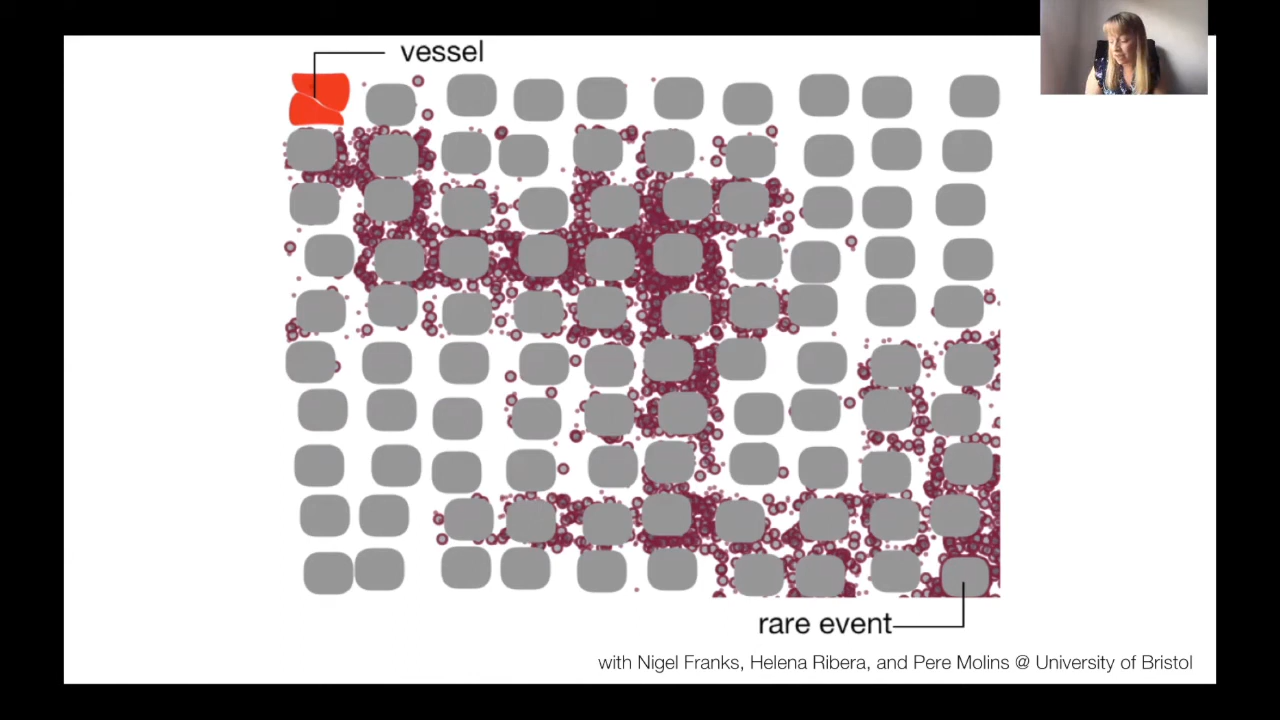 vessel
rare event
with Nigel Franks, Helena Ribera, and Pere Molins @ University of Bristol